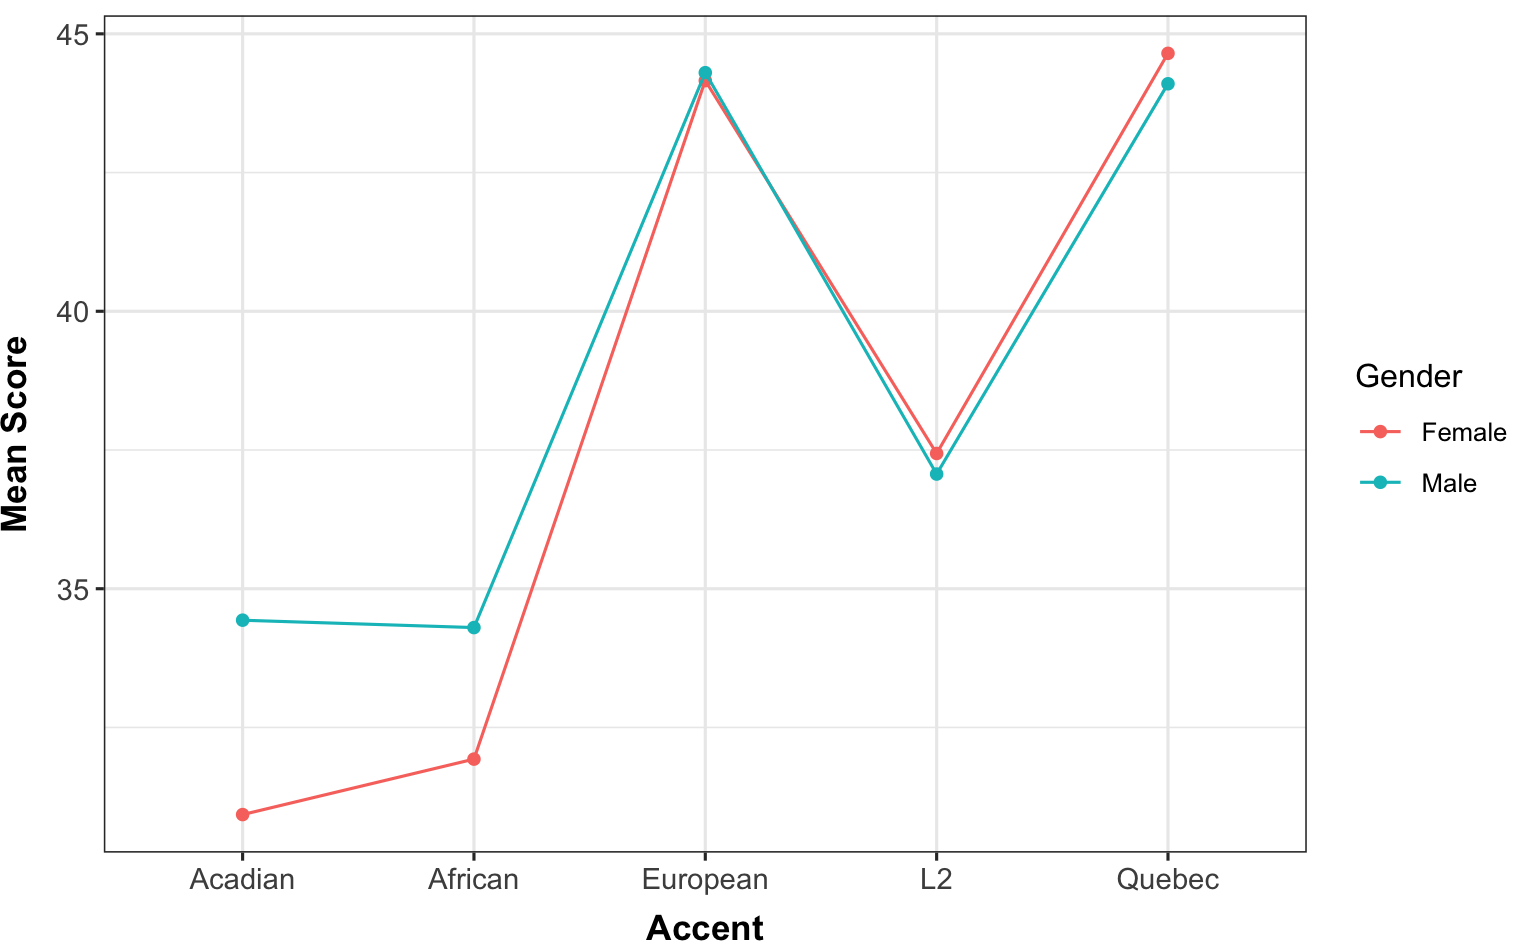 45
40
35
Mean Score
Acadian African European L2 Quebec
Accent
Gender
Female
Male